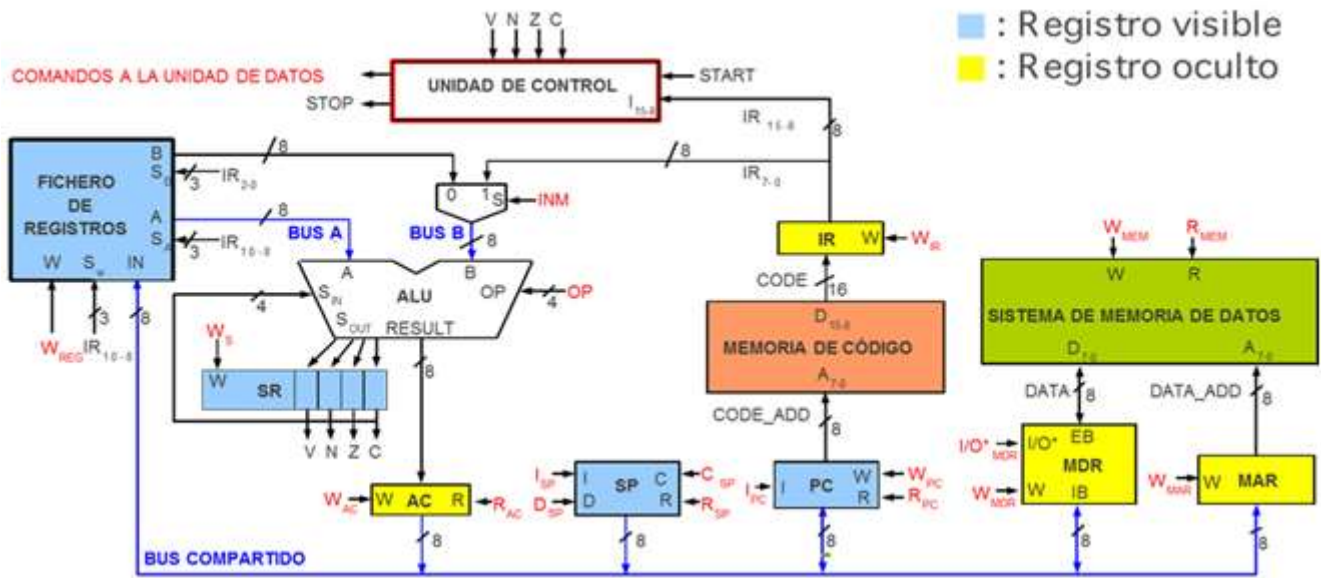 V N Z C
: Registro visible
: Registro oculto
COMANDOS A LA UNIDAD DE DATOS
UNIDAD DE CONTROL
START
STOP
I15-8
IR15-8
8
FICHERO
DE
REGISTROS
B
8
SB
3
IR2-0
A
8
SA
3
IR10-8
W
SW
IN
3
8
WREG
IR10-8
BUS A
BUS B
8
0
1
S
INM
8
IR7-0
A
B
ALU
SIN
4
OP
4
OP
SOUT
RESULT
8
WS
W
SR
V N Z C
IR
W
WIR
CODE
16
D15-0
MEMORIA DE CÓDIGO
A7-0
CODE_ADD
8
WMEM
RMEM
W
R
SISTEMA DE MEMORIA DE DATOS
D7-0
A7-0
DATA
8
DATA_ADD
8
WAC
W
AC
R
RAC
8
ISP
I
SP
C
CSP
DSP
D
R
RSP
8
IPC
I
PC
W
WPC
R
RPC
8
I/O*MDR
I/O*
EB
MDR
WMDR
W
IB
8
WMAR
W
MAR
8
BUS COMPARTIDO